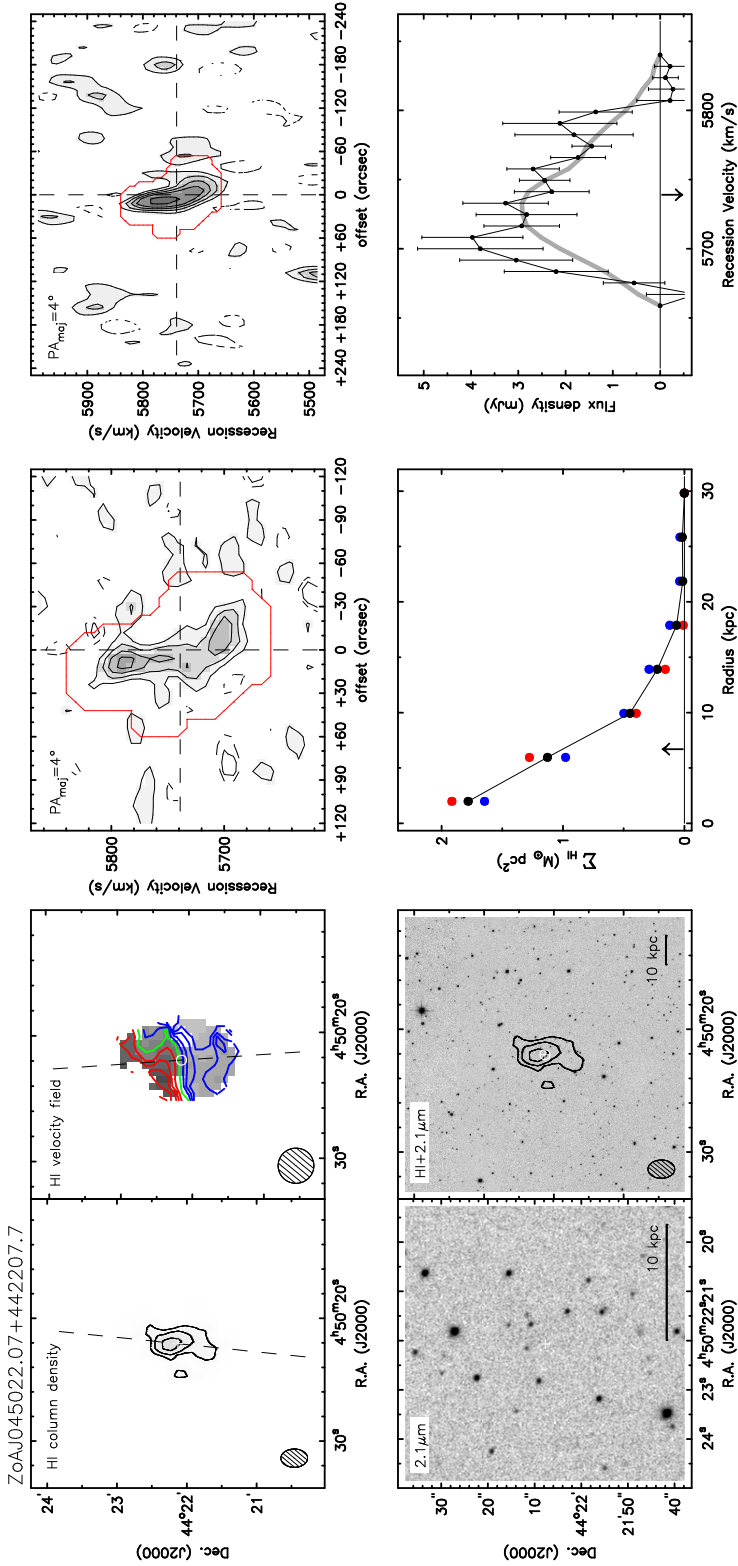 ZoAJ045022.07+442207.7
HI column density
24'
23
44°22'
21
Dec. (J2000)
30ˢ
4ʰ50ᵐ20ˢ
R.A. (J2000)
HI velocity field
30ˢ
4ʰ50ᵐ20ˢ
R.A. (J2000)
PAmaj=4°
5800
5700
Recession Velocity (km/s)
+120 +90 +60 +30 0 −30 −60 −90 −120
offset (arcsec)
PAmaj=4°
5900
5800
5700
5600
5500
Recession Velocity (km/s)
+240 +180 +120 +60 0 −60 −120 −180 −240
offset (arcsec)
2.1μm
30"
20"
10"
44°22'
21'50"
40"
Dec. (J2000)
10 kpc
24ˢ 23ˢ 4ʰ50ᵐ22ˢ 21ˢ 20ˢ
R.A. (J2000)
HI+2.1μm
10 kpc
30ˢ
4ʰ50ᵐ20ˢ
R.A. (J2000)
2
1
0
Σ HI (M⊙ pc²)
0 10 20 30
Radius (kpc)
5
4
3
2
1
0
Flux density (mJy)
5700 5800
Recession Velocity (km/s)